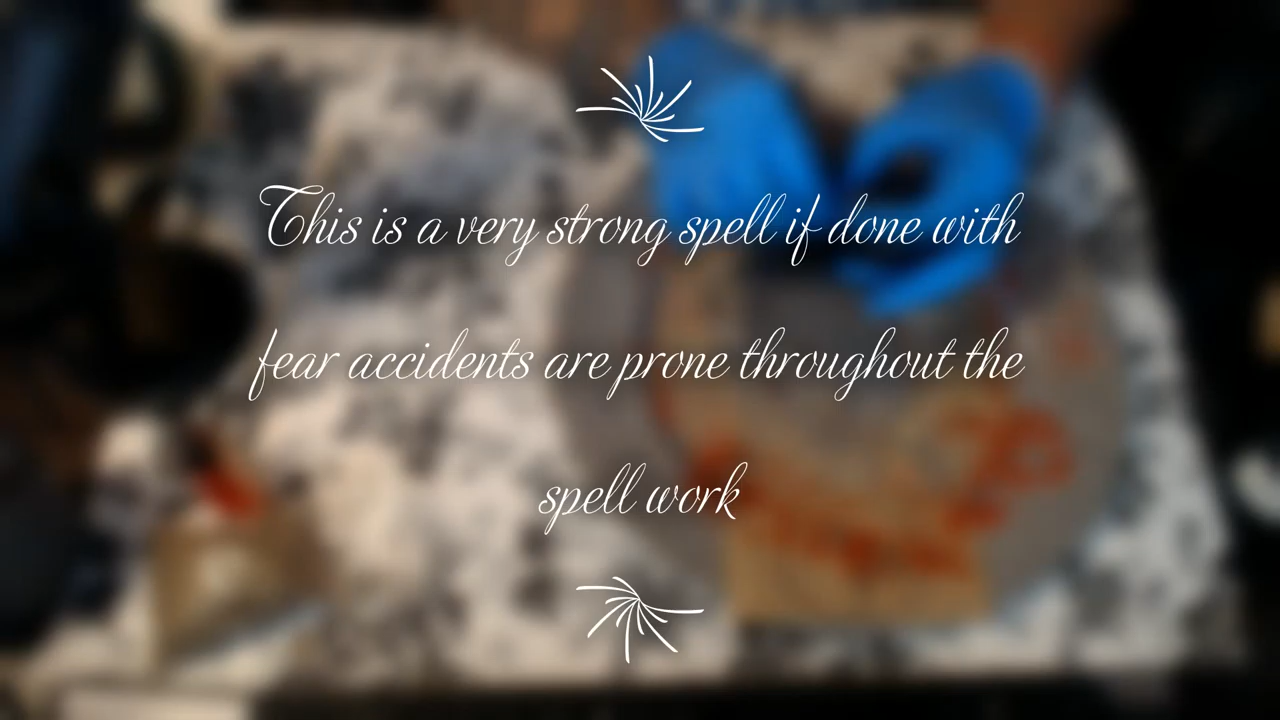 This is a very strong spell if done with
fear accidents are prone throughout the
spell work